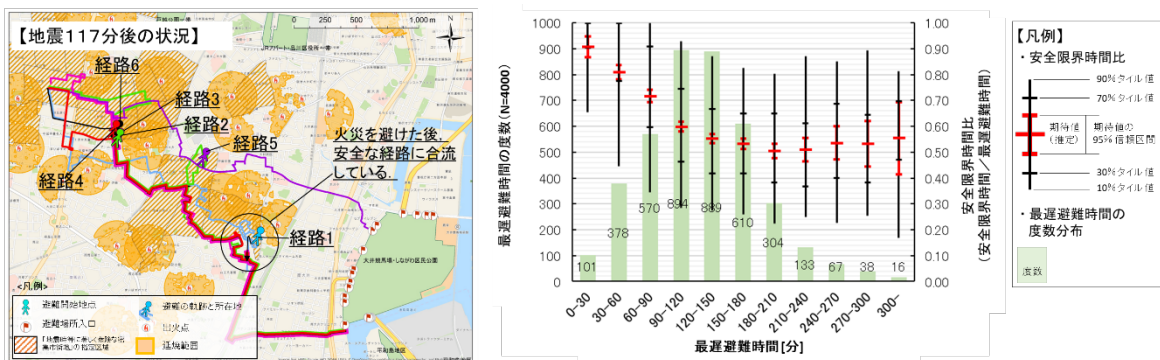 【地震117分後の状況】
0
250
500
1,000 m
N
経路6
経路3
経路2
経路4
経路5
経路1
火災を避けた後,
安全な経路に合流
している.
大井競馬場・しながわ区民公園
<凡例>
避難開始地点
避難の軌跡と所在地
避難場所入口
出火点
延焼範囲
最遅避難時間の度数(N=4000)
1000
900
800
700
600
500
400
300
200
100
0
101
378
570
894
889
610
304
133
67
38
16
1.00
0.90
0.80
0.70
0.60
0.50
0.40
0.30
0.20
0.10
0.00
安全限界時間比
(安全限界時間/最遅避難時間)
0-30
30-60
60-90
90-120
120-150
150-180
180-210
210-240
240-270
270-300
300-
最遅避難時間[分]
【凡例】
・安全限界時間比
90%タイル値
70%タイル値
期待値
(推定)
期待値の
95%信頼区間
30%タイル値
10%タイル値
・最遅避難時間の
度数分布
度数